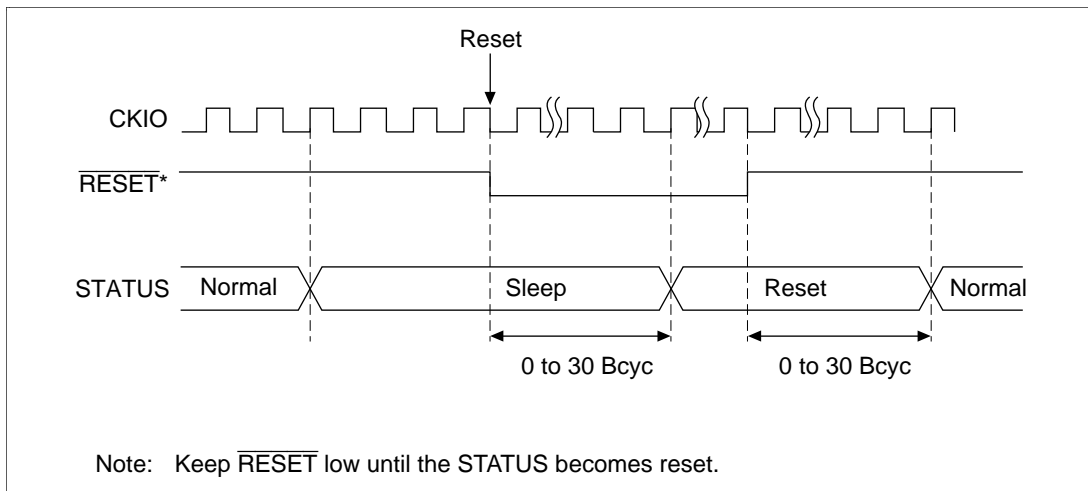 Reset
CKIO
RESET*
STATUS Normal Sleep Reset Normal
0 to 30 Bcyc 0 to 30 Bcyc
Note: Keep RESET low until the STATUS becomes reset.